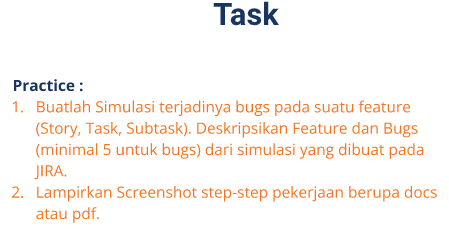 Task
Practice :
1. Buatlah Simulasi terjadinya bugs pada suatu feature
(Story, Task, Subtask). Deskripsikan Feature dan Bugs
(minimal 5 untuk bugs) dari simulasi yang dibuat pada
JIRA.
2. Lampirkan Screenshot step-step pekerjaan berupa docs
atau pdf.